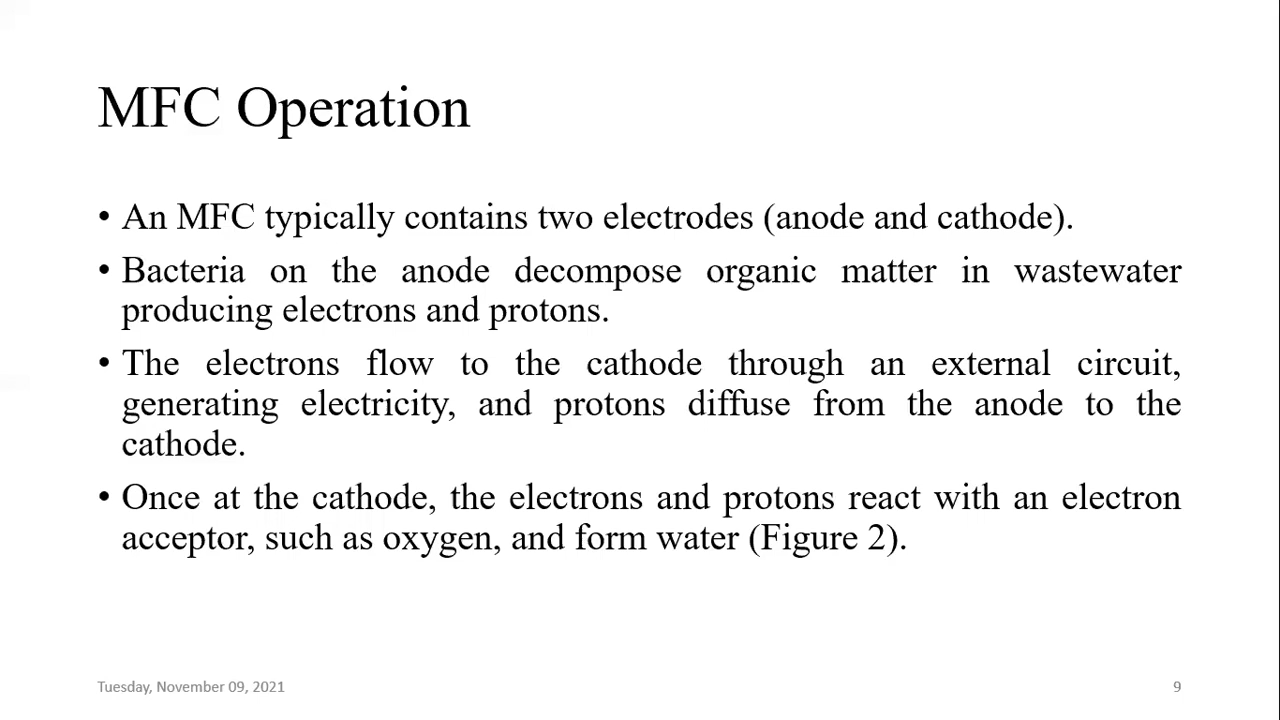 MFC Operation
• An MFC typically contains two electrodes (anode and cathode).
• Bacteria on the anode decompose organic matter in wastewater
producing electrons and protons.
• The electrons flow to the cathode through an external circuit,
generating electricity, and protons diffuse from the anode to the
cathode.
• Once at the cathode, the electrons and protons react with an electron
acceptor, such as oxygen, and form water (Figure 2).
Tuesday, November 09, 2021
9